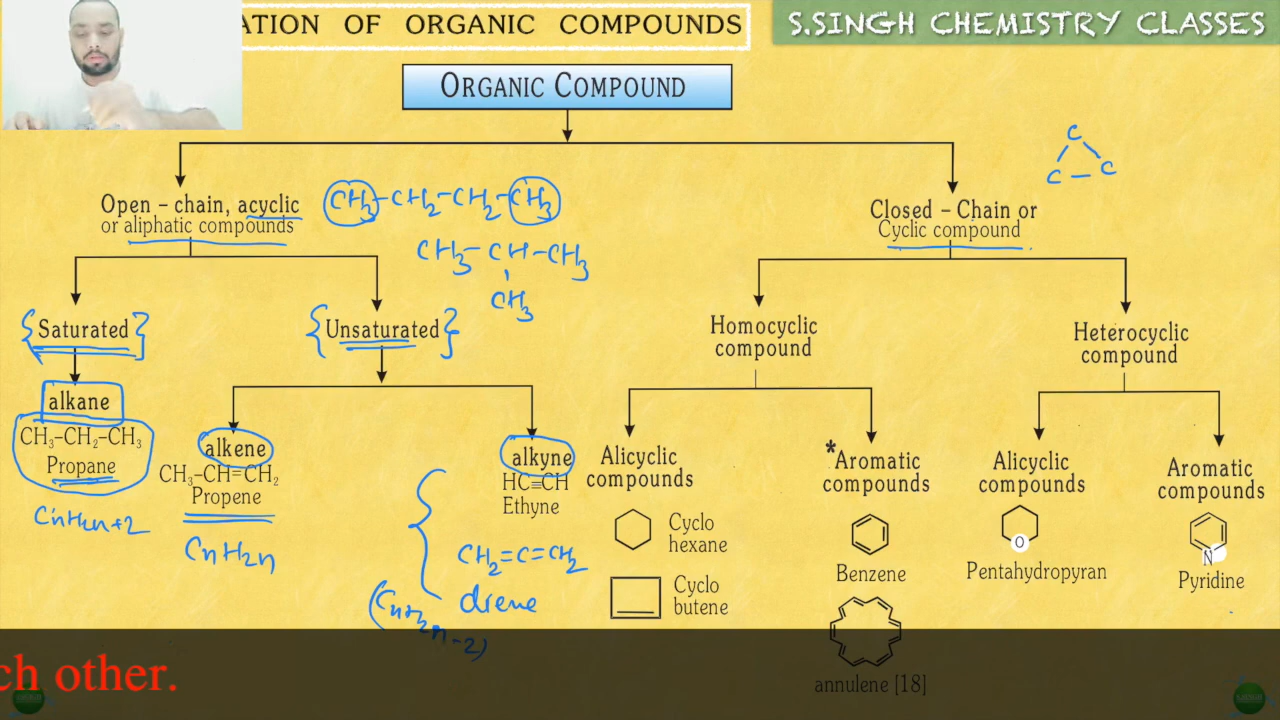 ATION OF ORGANIC COMPOUNDS
S.SINGH CHEMISTRY CLASSES
ORGANIC COMPOUND
Open – chain, acyclic
or aliphatic compounds
CH₃–CH₂–CH₂–CH₃
CH₃–CH–CH₃
CH₃
C
C – C
Closed – Chain or
Cyclic compound
{Saturated}
{Unsaturated}
Homocyclic
compound
Heterocyclic
compound
alkane
CH₃–CH₂–CH₃
Propane
CnH2n+2
alkene
CH₃–CH=CH₂
Propene
CnH2n
alkyne
HC≡CH
Ethyne
CH₂=C=CH₂
diene
(CnH2n-2)
Alicyclic
compounds
Cyclo
hexane
Cyclo
butene
*Aromatic
compounds
Benzene
annulene [18]
Alicyclic
compounds
O
Pentahydropyran
Aromatic
compounds
N
Pyridine
ch other.